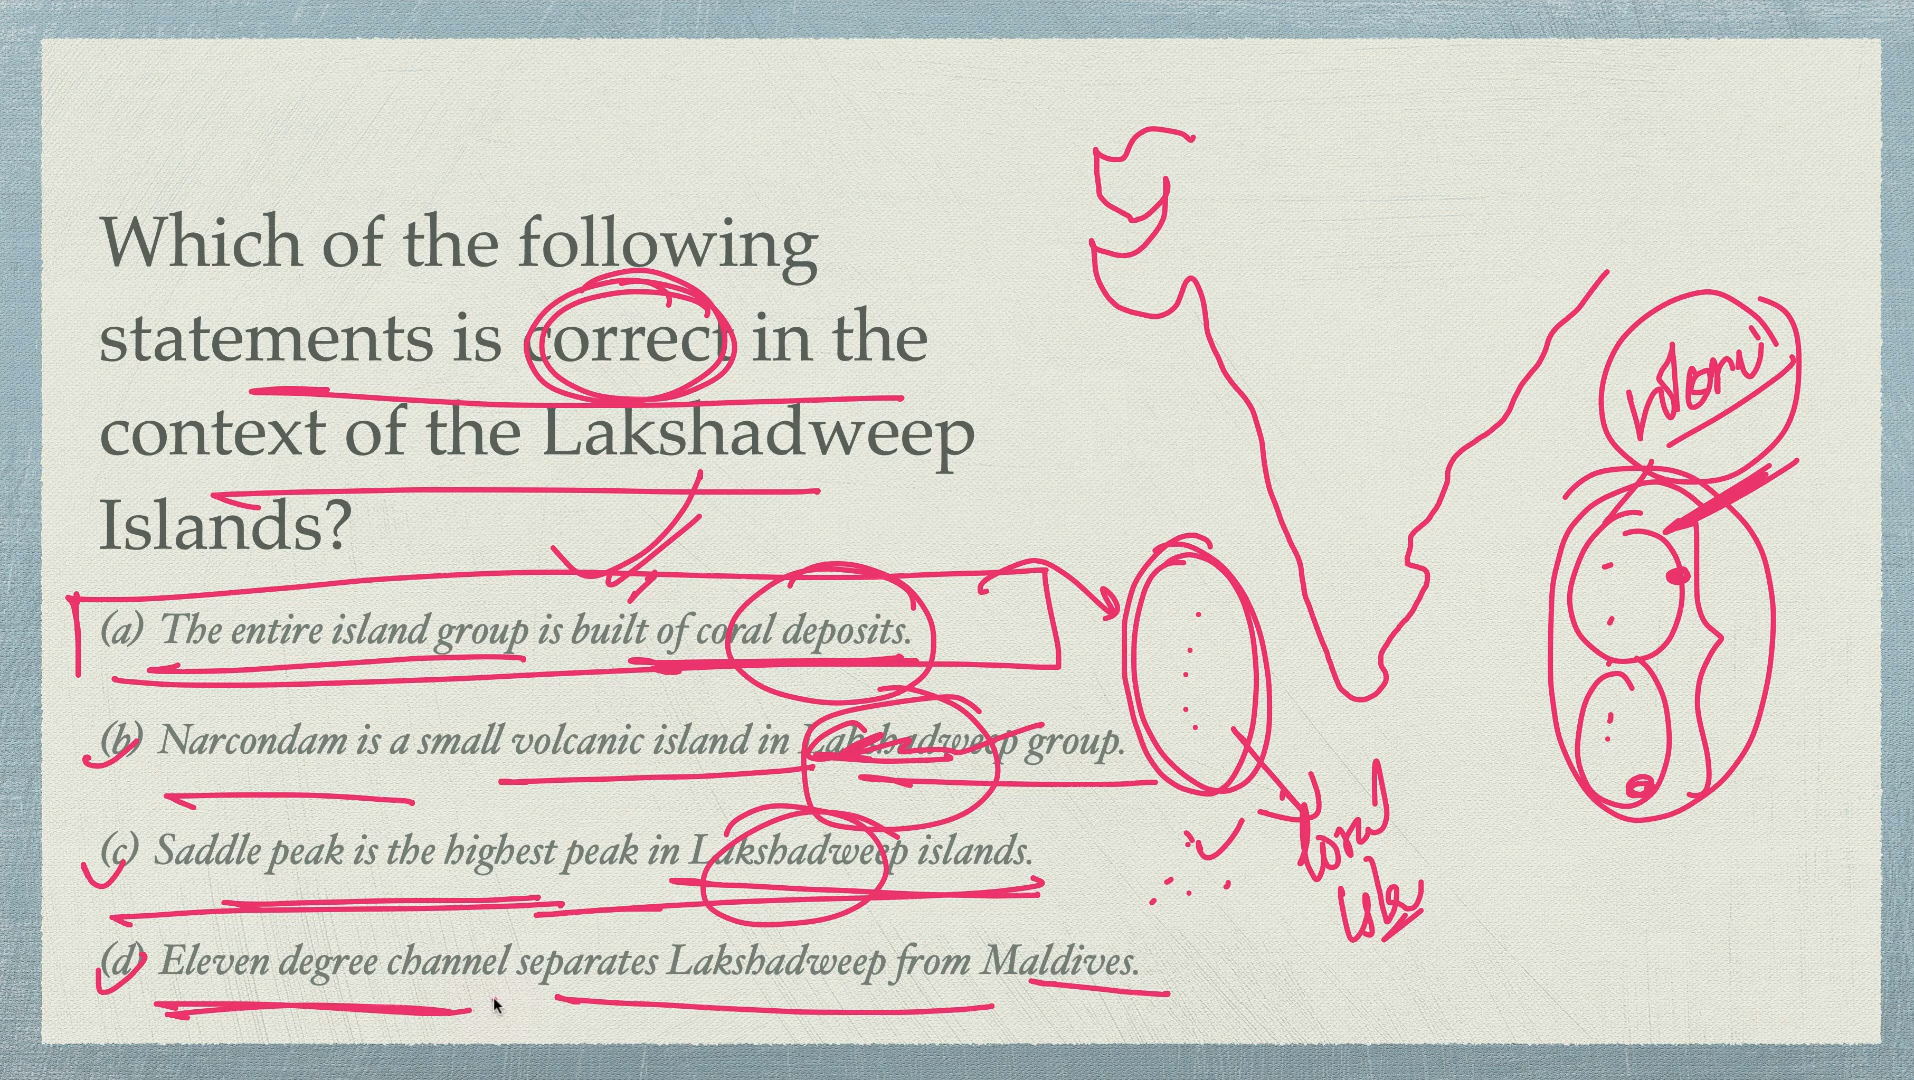 Which of the following
statements is correct in the
context of the Lakshadweep
Islands?
(a) The entire island group is built of coral deposits.
(b) Narcondam is a small volcanic island in Lakshadweep group.
(c) Saddle peak is the highest peak in Lakshadweep islands.
(d) Eleven degree channel separates Lakshadweep from Maldives.